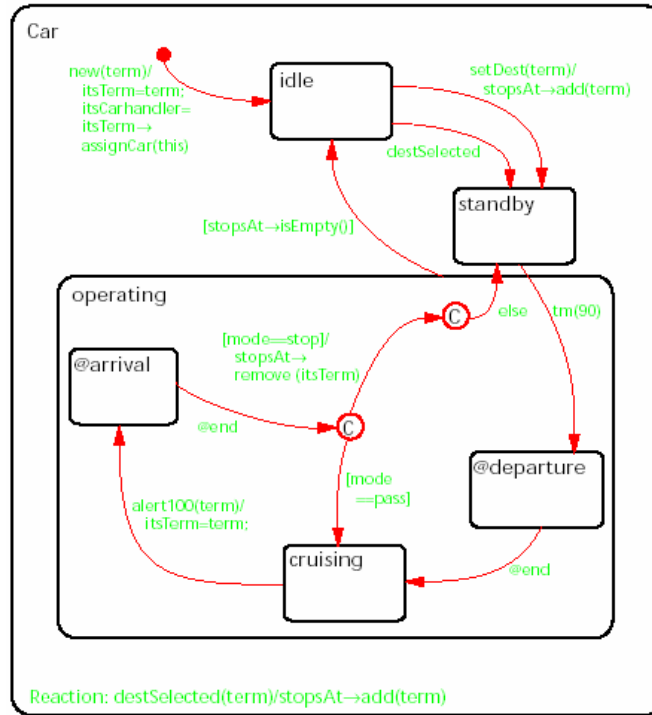 Car
new(term)/
itsTerm=term;
itsCarhandler=
itsTerm→
assignCar(this)
idle
setDest(term)/
stopsAt→add(term)
destSelected
standby
[stopsAt→isEmpty()]
operating
C
else
tm(90)
[mode==stop]/
stopsAt→
remove (itsTerm)
@arrival
@end
C
@departure
[mode
==pass]
alert100(term)/
itsTerm=term;
cruising
@end
Reaction: destSelected(term)/stopsAt→add(term)